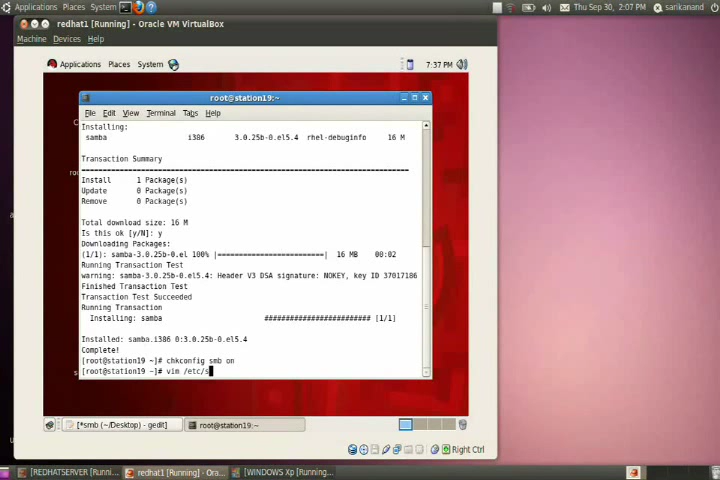 Applications Places System Thu Sep 30, 2:07 PM sarikanand
redhat1 [Running] - Oracle VM VirtualBox
Machine Devices Help
Applications Places System 7:37 PM
root@station19:~
File Edit View Terminal Tabs Help
Installing:
samba i386 3.0.25b-0.el5.4 rhel-debuginfo 16 M
Transaction Summary
Install 1 Package(s)
Update 0 Package(s)
Remove 0 Package(s)
Total download size: 16 M
Is this ok [y/N]: y
Downloading Packages:
(1/1): samba-3.0.25b-0.el 100% |=========================| 16 MB 00:02
Running Transaction Test
warning: samba-3.0.25b-0.el5.4: Header V3 DSA signature: NOKEY, key ID 37017186
Finished Transaction Test
Transaction Test Succeeded
Running Transaction
Installing: samba ######################### [1/1]
Installed: samba.i386 0:3.0.25b-0.el5.4
Complete!
[root@station19 ~]# chkconfig smb on
[root@station19 ~]# vim /etc/s
[*smb (~/Desktop) - gedit] root@station19:~
Right Ctrl
[REDHATSERVER [Runni... redhat1 [Running] - Ora... [WINDOWS Xp [Running...